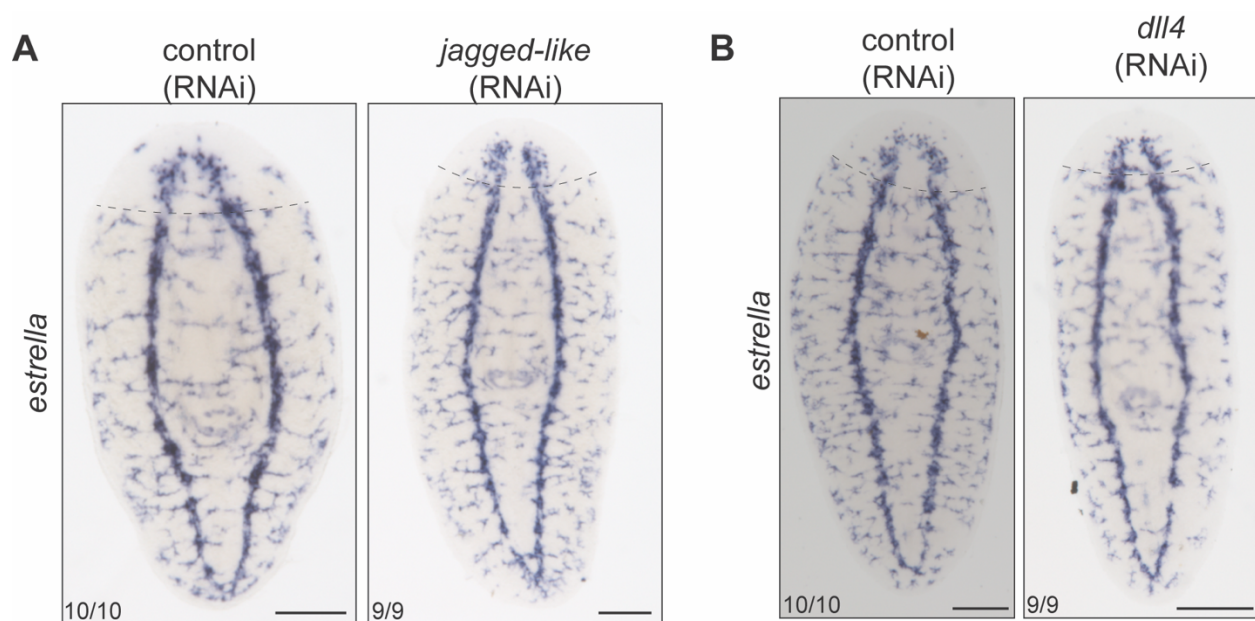 A
control
(RNAi)
jagged-like
(RNAi)
B
control
(RNAi)
dll4
(RNAi)
estrella
10/10
9/9
estrella
10/10
9/9